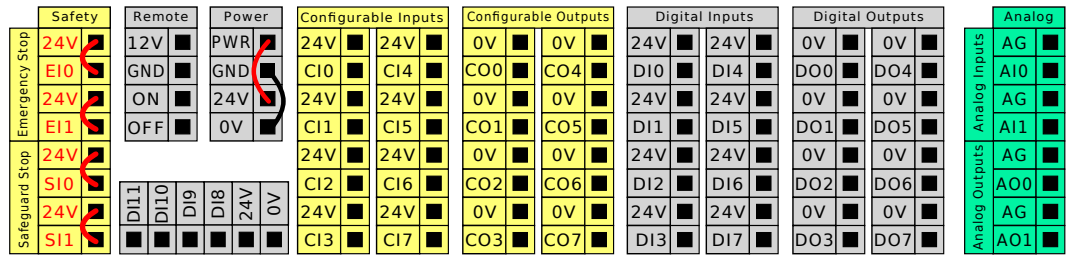 Safety
Emergency Stop
24V
EI0
24V
EI1
Safeguard Stop
24V
SI0
24V
SI1
Remote
12V
GND
ON
OFF
Power
PWR
GND
24V
0V
DI11
DI10
DI9
DI8
24V
0V
Configurable Inputs
24V 24V
CI0 CI4
24V 24V
CI1 CI5
24V 24V
CI2 CI6
24V 24V
CI3 CI7
Configurable Outputs
0V 0V
CO0 CO4
0V 0V
CO1 CO5
0V 0V
CO2 CO6
0V 0V
CO3 CO7
Digital Inputs
24V 24V
DI0 DI4
24V 24V
DI1 DI5
24V 24V
DI2 DI6
24V 24V
DI3 DI7
Digital Outputs
0V 0V
DO0 DO4
0V 0V
DO1 DO5
0V 0V
DO2 DO6
0V 0V
DO3 DO7
Analog
Analog Inputs
AG
AI0
AG
AI1
Analog Outputs
AG
AO0
AG
AO1